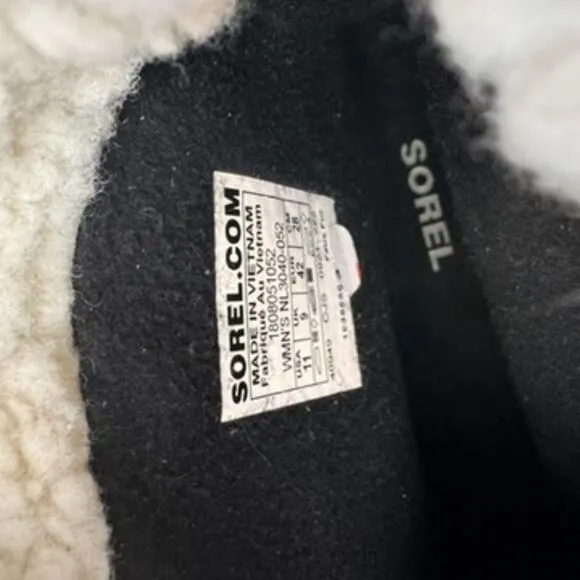 SOREL.COM
MADE IN VIETNAM
Fabriqué Au Vietnam
1808051052
WMN'S NL3040-052
USA UK EUR CM
11 9 42 28
40949
SOREL